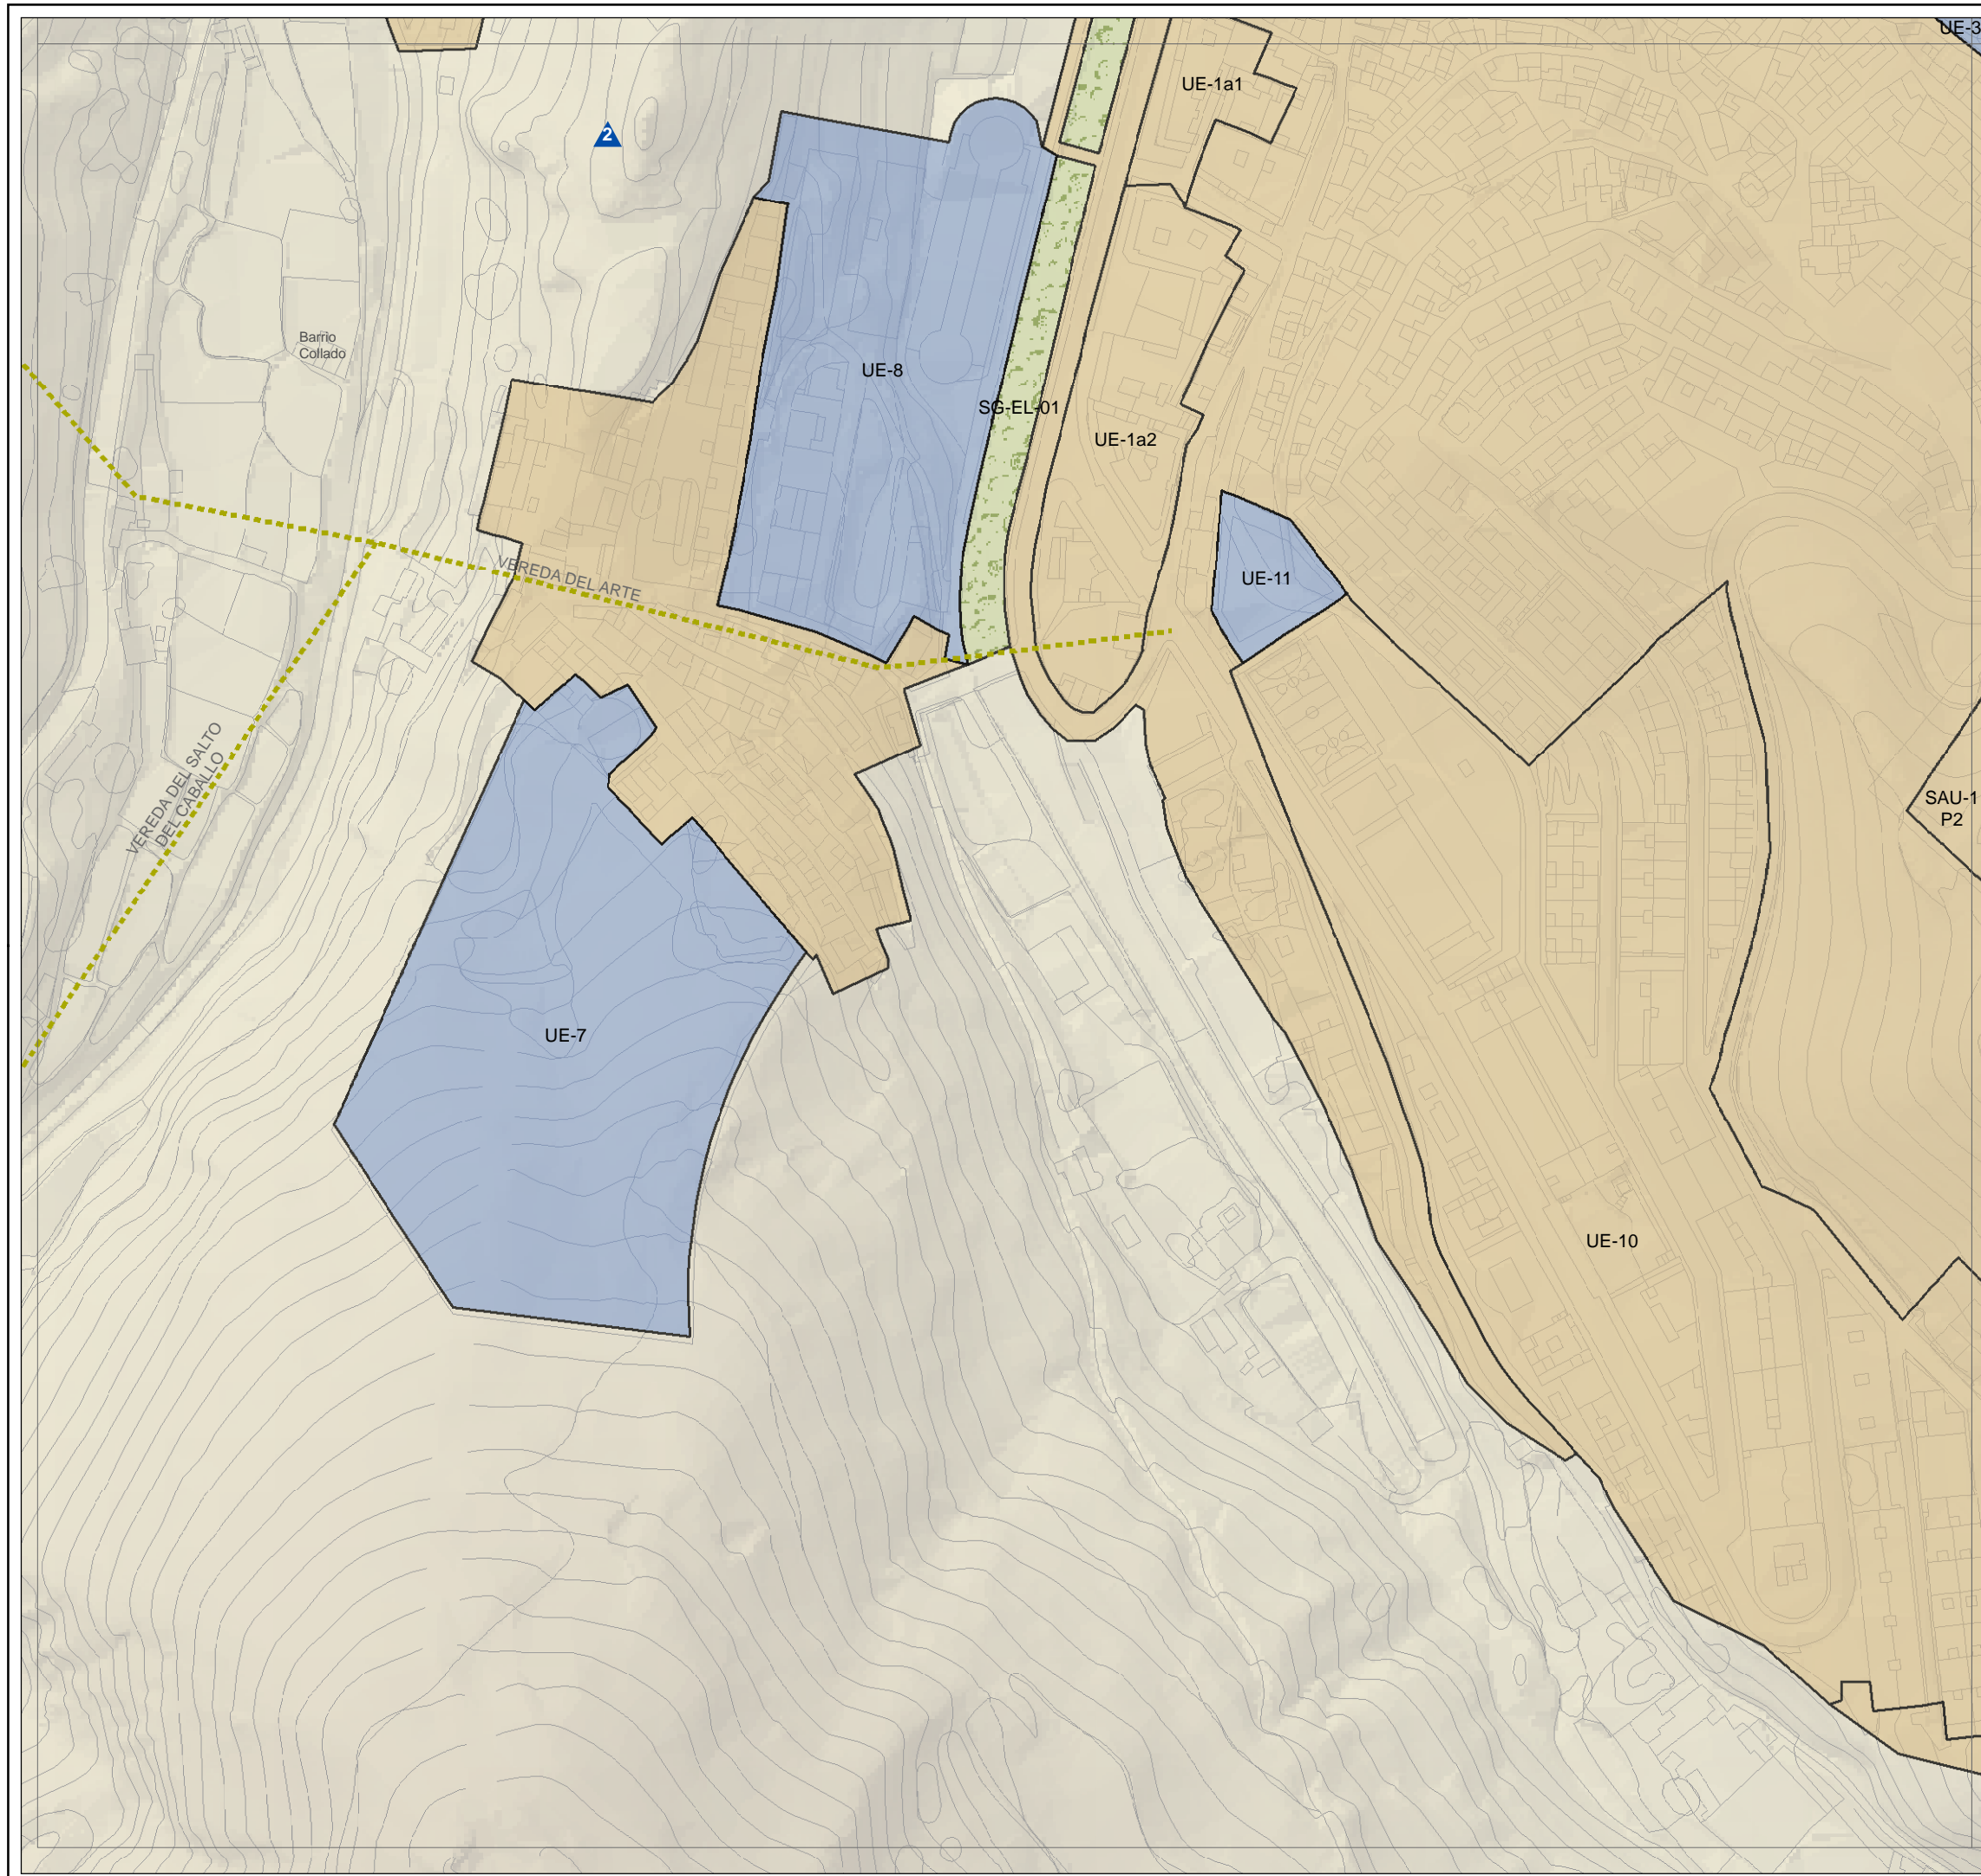 UE-3
UE-1a1
2
Barrio
Collado
UE-8
SG-EL-01
UE-1a2
VEREDA DEL ARTE
UE-11
VEREDA DEL SALTO
DEL CABALLO
SAU-1
P2
UE-7
UE-10